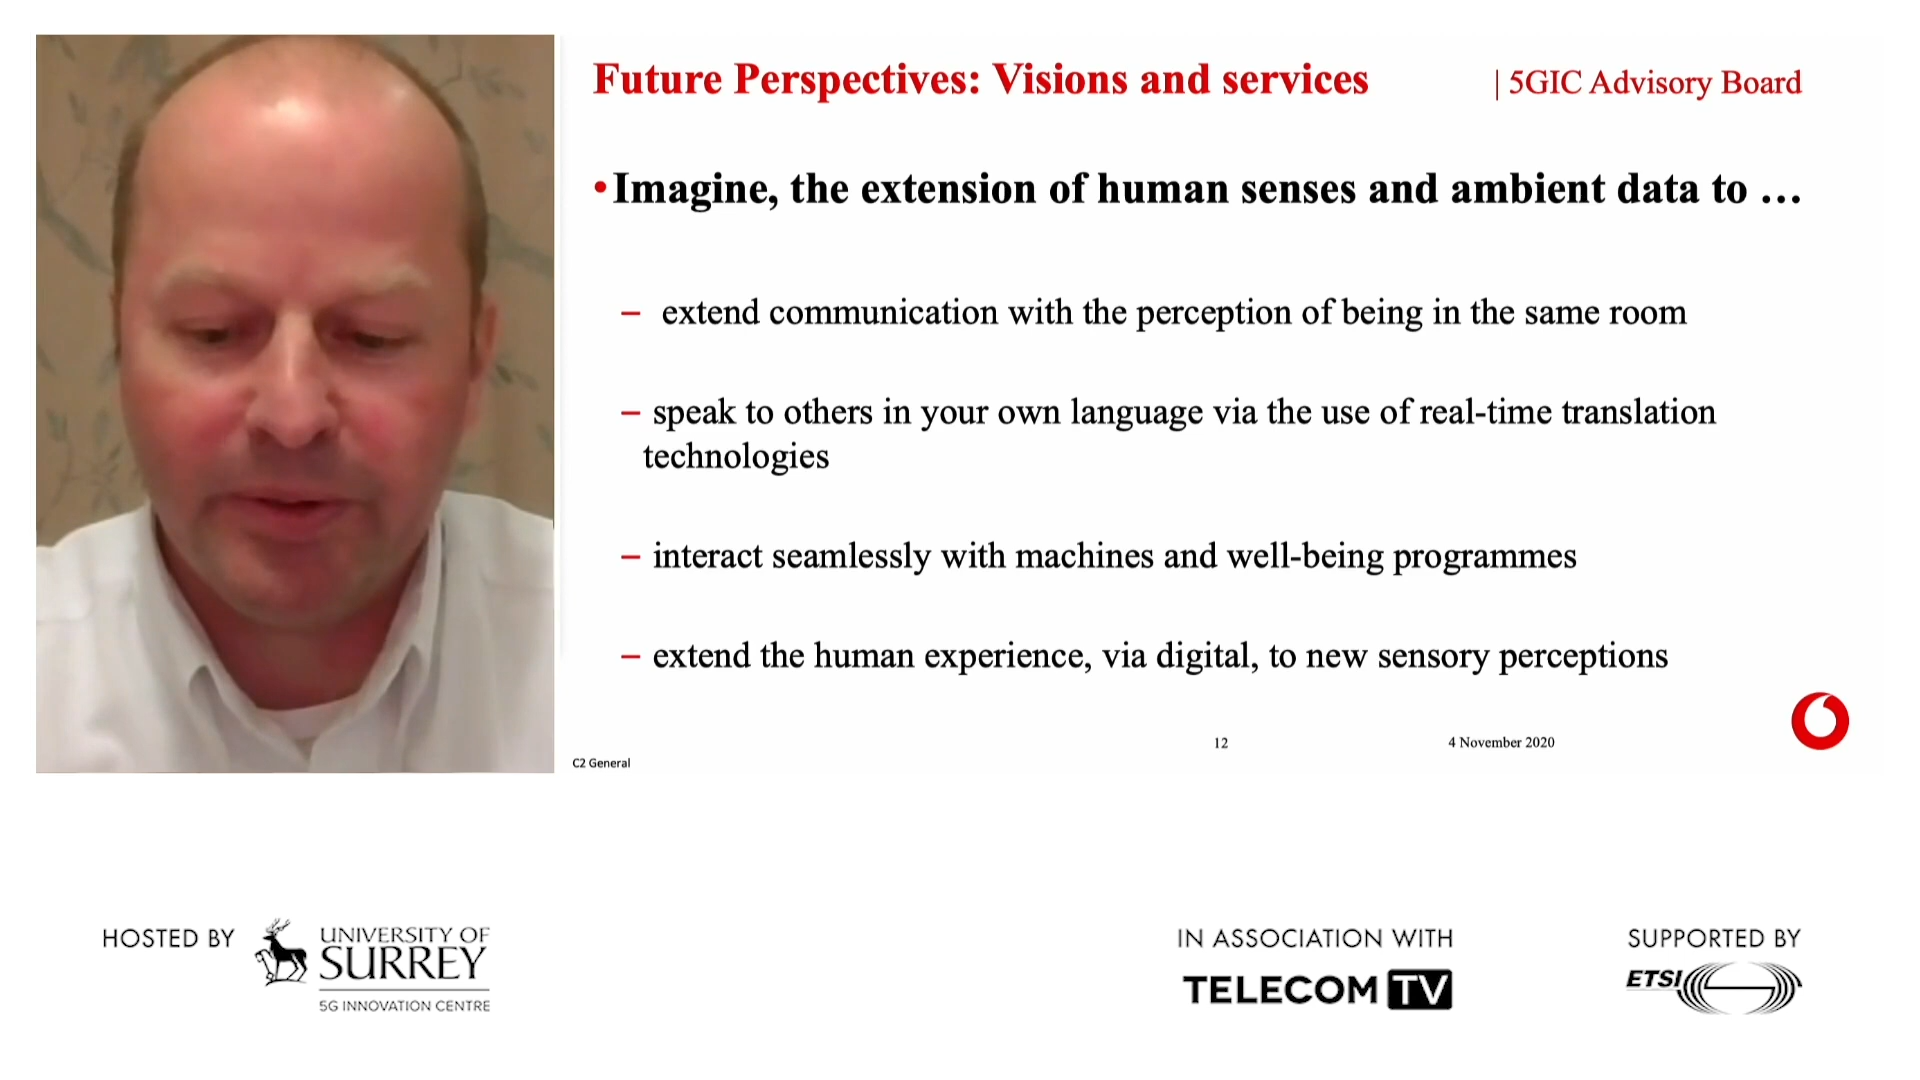 Future Perspectives: Visions and services | 5GIC Advisory Board
•Imagine, the extension of human senses and ambient data to …
– extend communication with the perception of being in the same room
– speak to others in your own language via the use of real-time translation
technologies
– interact seamlessly with machines and well-being programmes
– extend the human experience, via digital, to new sensory perceptions
12 4 November 2020
C2 General
HOSTED BY
UNIVERSITY OF
SURREY
5G INNOVATION CENTRE
IN ASSOCIATION WITH
TELECOM TV
SUPPORTED BY
ETSI